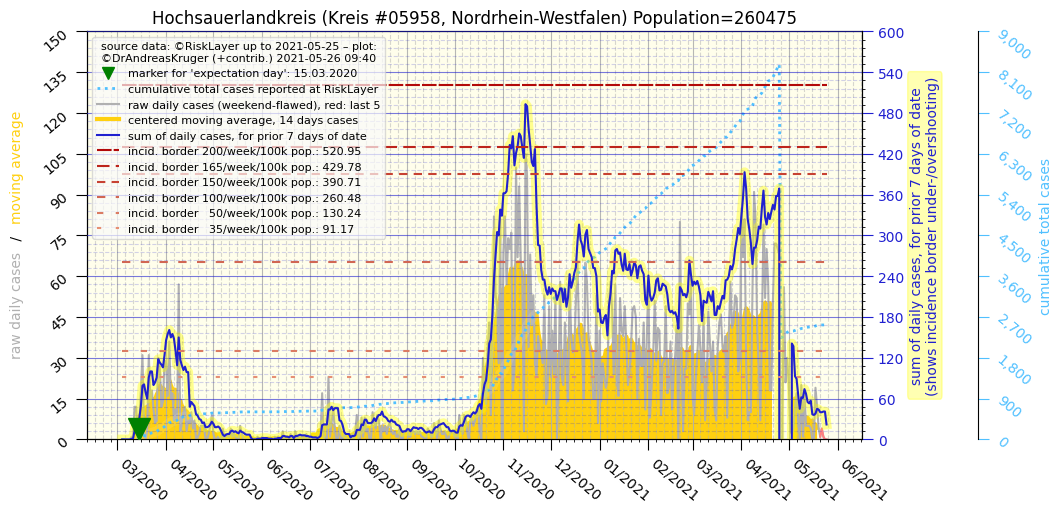 Hochsauerlandkreis (Kreis #05958, Nordrhein-Westfalen) Population=260475
source data: ©RiskLayer up to 2021-05-25 – plot:
©DrAndreasKruger (+contrib.) 2021-05-26 09:40
marker for 'expectation day': 15.03.2020
cumulative total cases reported at RiskLayer
raw daily cases (weekend-flawed), red: last 5
centered moving average, 14 days cases
sum of daily cases, for prior 7 days of date
incid. border 200/week/100k pop.: 520.95
incid. border 165/week/100k pop.: 429.78
incid. border 150/week/100k pop.: 390.71
incid. border 100/week/100k pop.: 260.48
incid. border 50/week/100k pop.: 130.24
incid. border 35/week/100k pop.: 91.17
raw daily cases / moving average
150
135
120
105
90
75
60
45
30
15
0
03/2020
04/2020
05/2020
06/2020
07/2020
08/2020
09/2020
10/2020
11/2020
12/2020
01/2021
02/2021
03/2021
04/2021
05/2021
06/2021
600
540
480
420
360
300
240
180
120
60
0
sum of daily cases, for prior 7 days of date
(shows incidence border under-/overshooting)
9,000
8,100
7,200
6,300
5,400
4,500
3,600
2,700
1,800
900
0
cumulative total cases